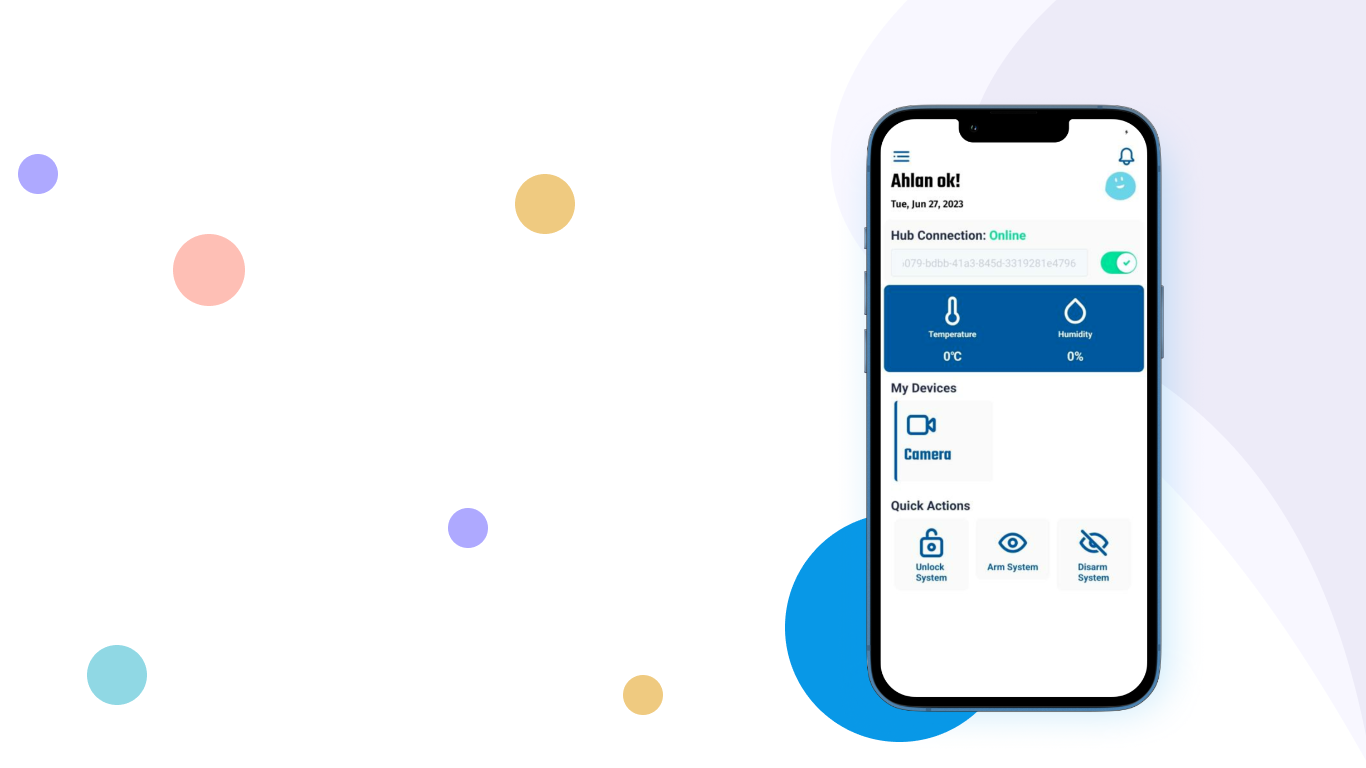 Ahlan ok!
Tue, Jun 27, 2023
Hub Connection: Online
079-bdbb-41a3-845d-3319281e4796
Temperature
Humidity
0°C
0%
My Devices
Camera
Quick Actions
Unlock
System
Arm System
Disarm
System